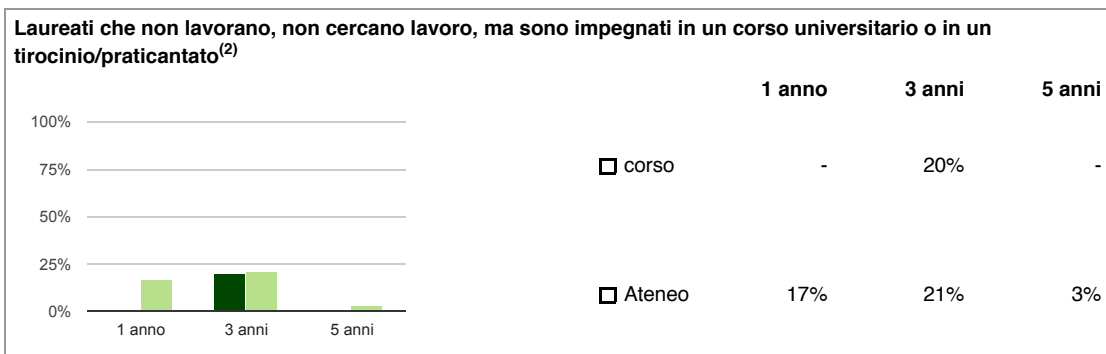 Laureati che non lavorano, non cercano lavoro, ma sono impegnati in un corso universitario o in un
tirocinio/praticantato(2)
1 anno 3 anni 5 anni
100%
75%
50%
25%
0%
1 anno 3 anni 5 anni
corso - 20% -
Ateneo 17% 21% 3%